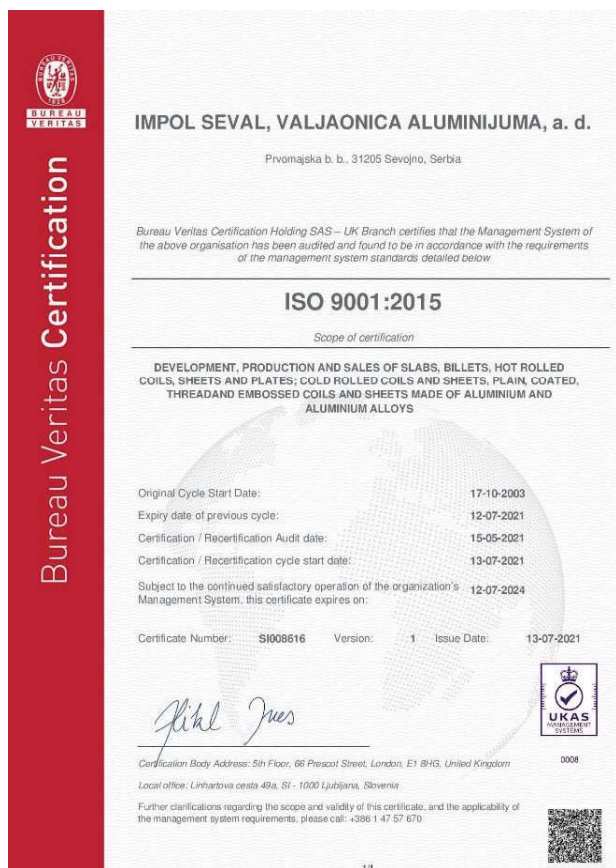 BUREAU
VERITAS
1828
Bureau Veritas Certification
IMPOL SEVAL, VALJAONICA ALUMINIJUMA, a. d.
Prvomajska b. b., 31205 Sevojno, Serbia
Bureau Veritas Certification Holding SAS – UK Branch certifies that the Management System of
the above organisation has been audited and found to be in accordance with the requirements
of the management system standards detailed below
ISO 9001:2015
Scope of certification
DEVELOPMENT, PRODUCTION AND SALES OF SLABS, BILLETS, HOT ROLLED
COILS, SHEETS AND PLATES; COLD ROLLED COILS AND SHEETS, PLAIN, COATED,
THREADAND EMBOSSED COILS AND SHEETS MADE OF ALUMINIUM AND
ALUMINIUM ALLOYS
Original Cycle Start Date: 17-10-2003
Expiry date of previous cycle: 12-07-2021
Certification / Recertification Audit date: 15-05-2021
Certification / Recertification cycle start date: 13-07-2021
Subject to the continued satisfactory operation of the organization's
Management System, this certificate expires on: 12-07-2024
Certificate Number: SI008616 Version: 1 Issue Date: 13-07-2021
UKAS
MANAGEMENT
SYSTEMS
0008
Certification Body Address: 5th Floor, 66 Prescot Street, London, E1 8HG, United Kingdom
Local office: Linhartova cesta 49a, SI - 1000 Ljubljana, Slovenia
Further clarifications regarding the scope and validity of this certificate, and the applicability of
the management system requirements, please call: +386 1 47 57 670
1/1